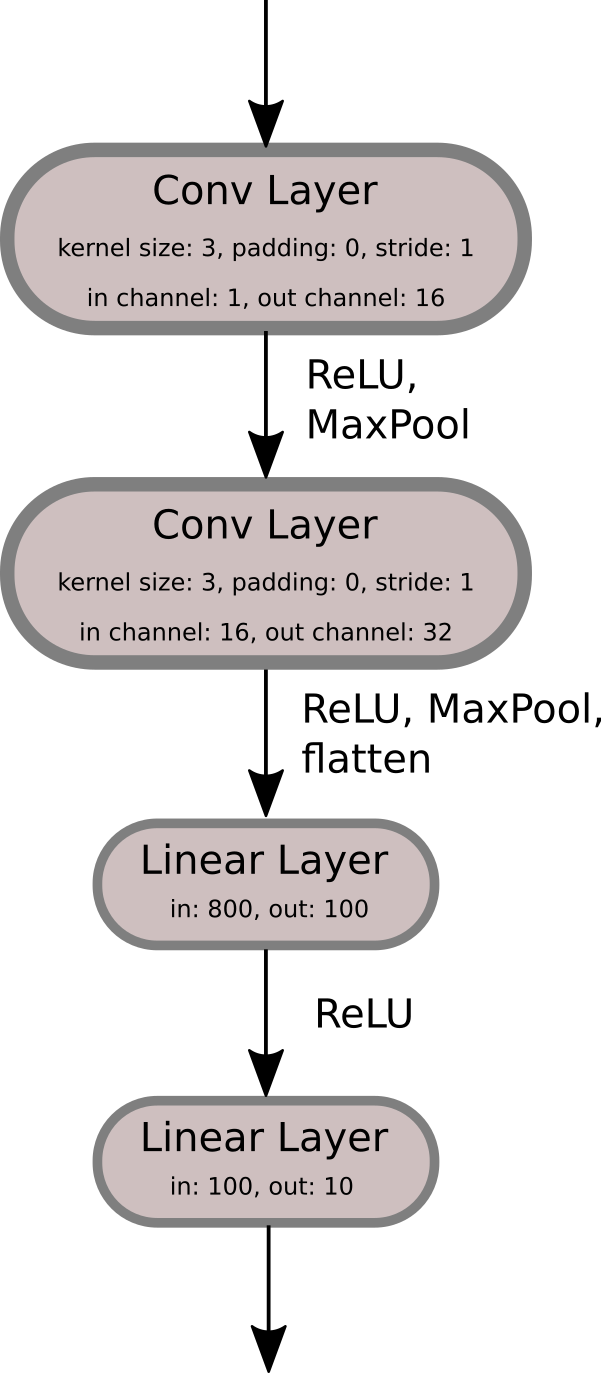 Conv Layer
kernel size: 3, padding: 0, stride: 1
in channel: 1, out channel: 16
ReLU,
MaxPool
Conv Layer
kernel size: 3, padding: 0, stride: 1
in channel: 16, out channel: 32
ReLU, MaxPool,
flatten
Linear Layer
in: 800, out: 100
ReLU
Linear Layer
in: 100, out: 10